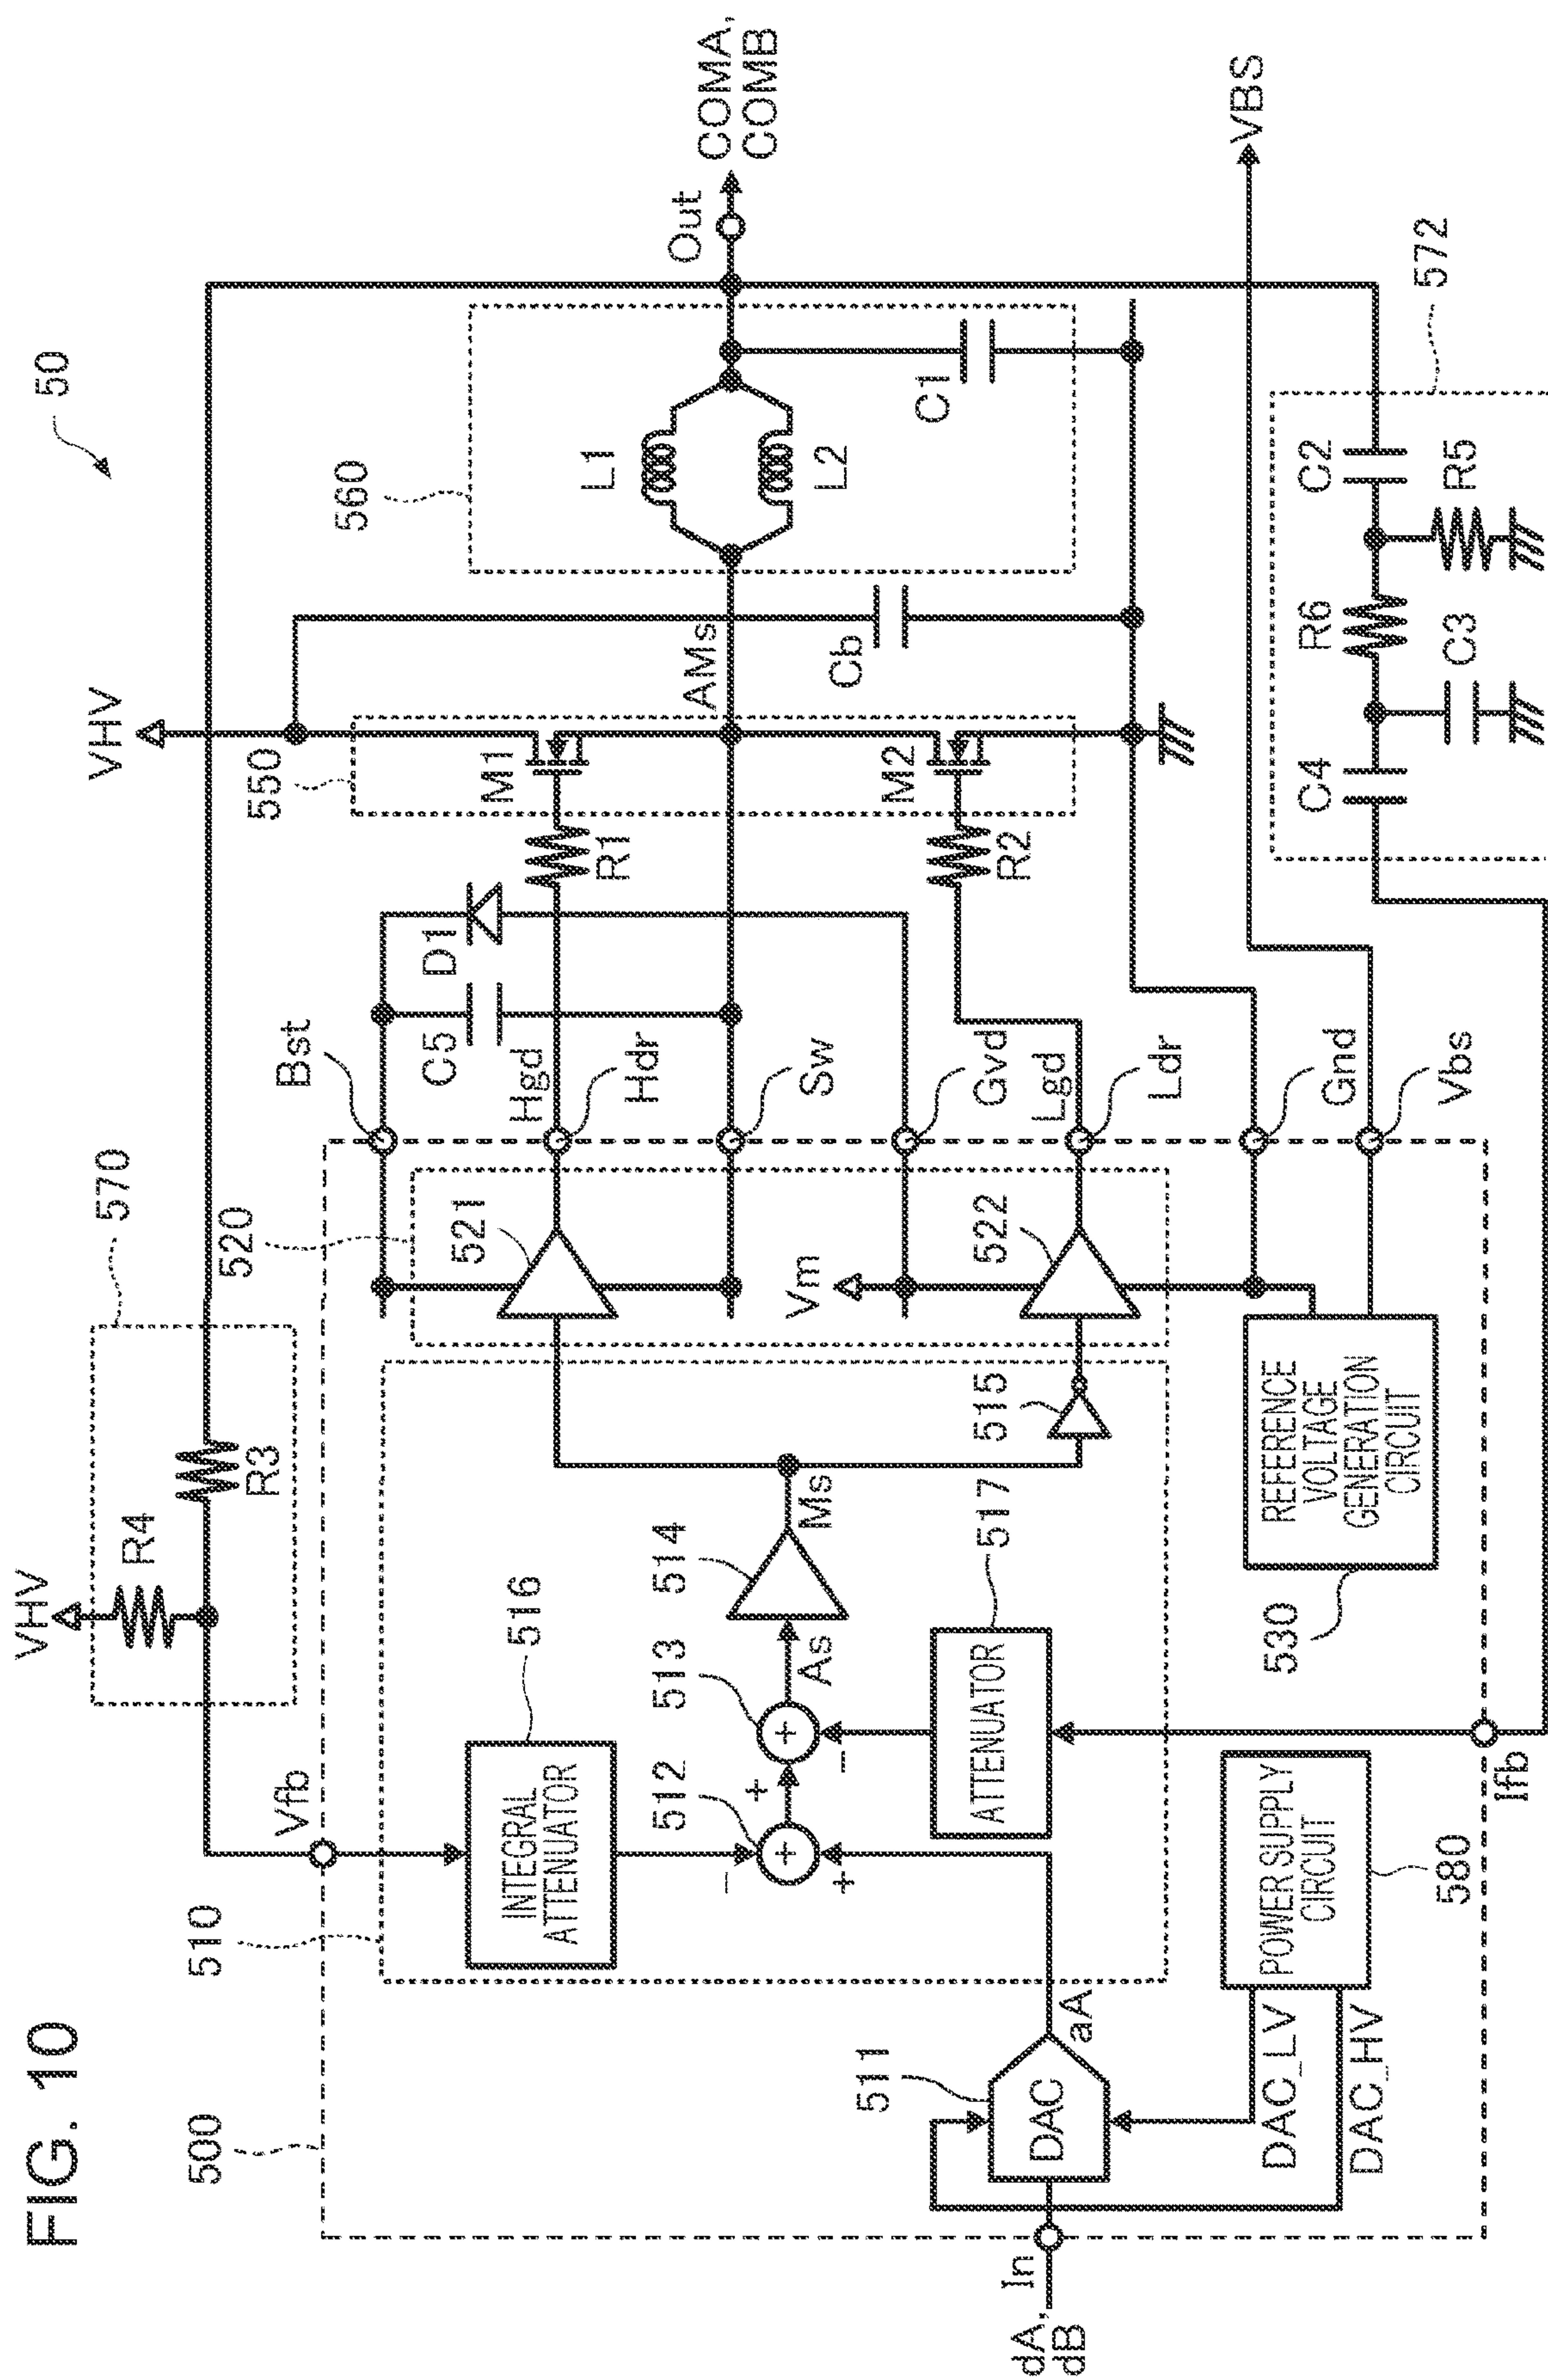 FIG. 10
50
VHV
570
R4
R3
VHV
550
560
COMA,
COMB
Out
L1
L2
C1
AMs
Cb
M1
M2
R1
R2
D1
C5
Bst
Hgd
Hdr
Sw
Gvd
Lgd
Ldr
Gnd
Vbs
VBS
572
C2
R5
R6
C3
C4
500
510
Vfb
516
INTEGRAL
ATTENUATOR
520
521
522
Vm
514
Ms
515
513
As
512
+
+
+
+
−
−
517
ATTENUATOR
511
DAC
aA
In
dA,
dB
530
REFERENCE
VOLTAGE
GENERATION
CIRCUIT
POWER SUPPLY
CIRCUIT
580
DAC_LV
DAC_HV
Ifb